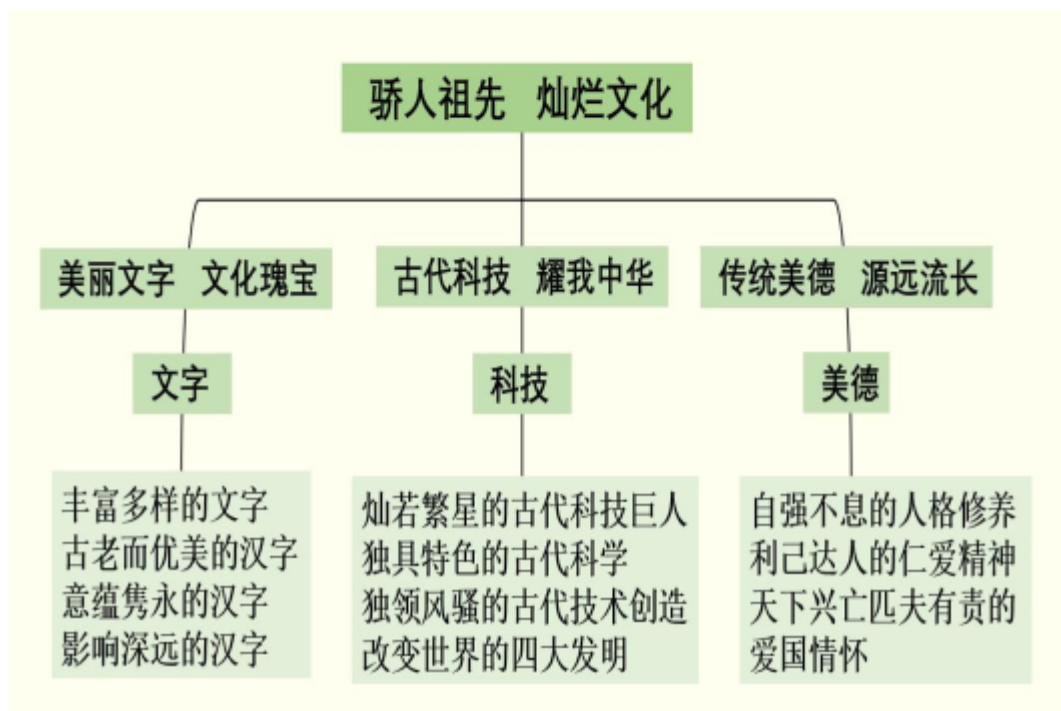 骄人祖先 灿烂文化
美丽文字 文化瑰宝
古代科技 耀我中华
传统美德 源远流长
文字
科技
美德
丰富多样的文字
古老而优美的汉字
意蕴隽永的汉字
影响深远的汉字
灿若繁星的古代科技巨人
独具特色的古代科学
独领风骚的古代技术创造
改变世界的四大发明
自强不息的人格修养
利己达人的仁爱精神
天下兴亡匹夫有责的
爱国情怀